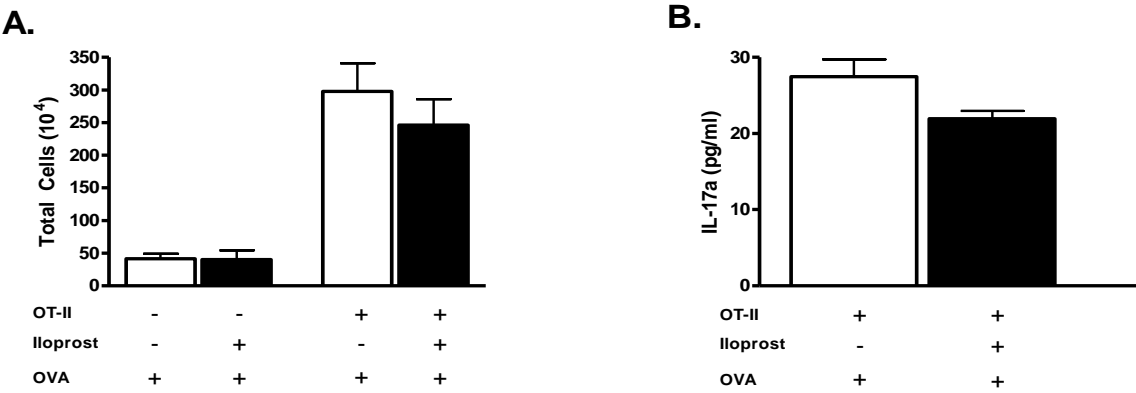 A.
350
300
250
200
150
100
50
0
Total Cells (10⁴)
OT-II - - + +
Iloprost - + - +
OVA + + + +
B.
30
20
10
0
IL-17a (pg/ml)
OT-II + +
Iloprost - +
OVA + +